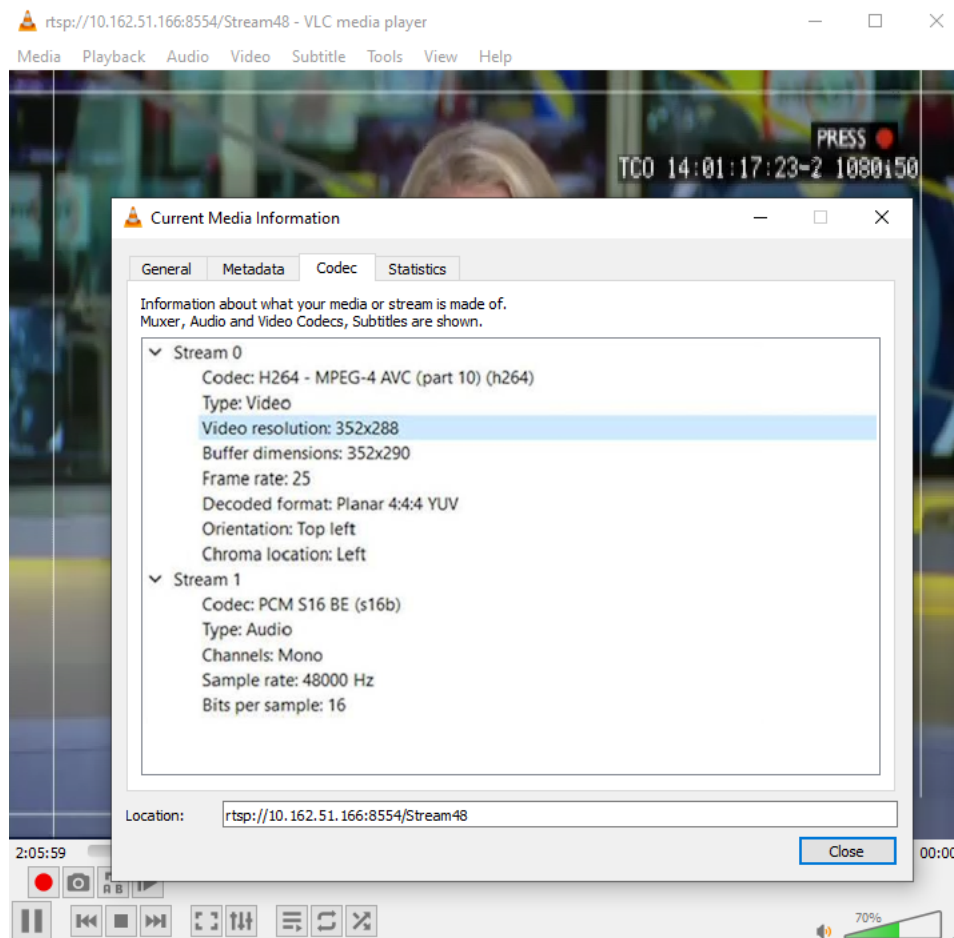 rtsp://10.162.51.166:8554/Stream48 - VLC media player
Media Playback Audio Video Subtitle Tools View Help
PRESS
TCO 14:01:17:23-2 1080i50
Current Media Information
General Metadata Codec Statistics
Information about what your media or stream is made of.
Muxer, Audio and Video Codecs, Subtitles are shown.
Stream 0
Codec: H264 - MPEG-4 AVC (part 10) (h264)
Type: Video
Video resolution: 352x288
Buffer dimensions: 352x290
Frame rate: 25
Decoded format: Planar 4:4:4 YUV
Orientation: Top left
Chroma location: Left
Stream 1
Codec: PCM S16 BE (s16b)
Type: Audio
Channels: Mono
Sample rate: 48000 Hz
Bits per sample: 16
Location: rtsp://10.162.51.166:8554/Stream48
Close
2:05:59 00:00
A B
70%